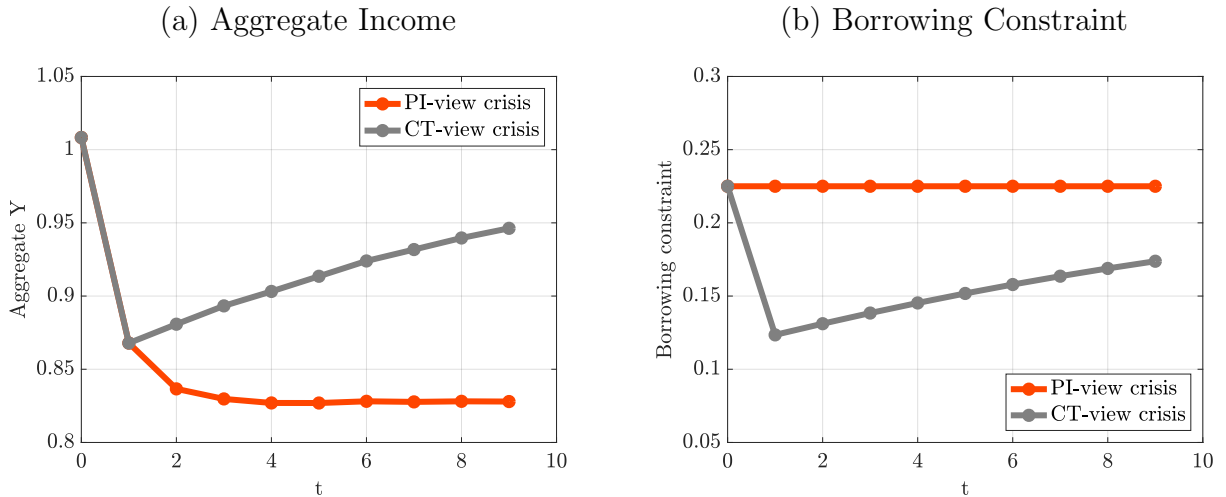 (a) Aggregate Income
1.05
1
0.95
0.9
0.85
0.8
Aggregate Y
0 2 4 6 8 10
t
PI-view crisis
CT-view crisis
(b) Borrowing Constraint
0.3
0.25
0.2
0.15
0.1
0.05
Borrowing constraint
0 2 4 6 8 10
t
PI-view crisis
CT-view crisis